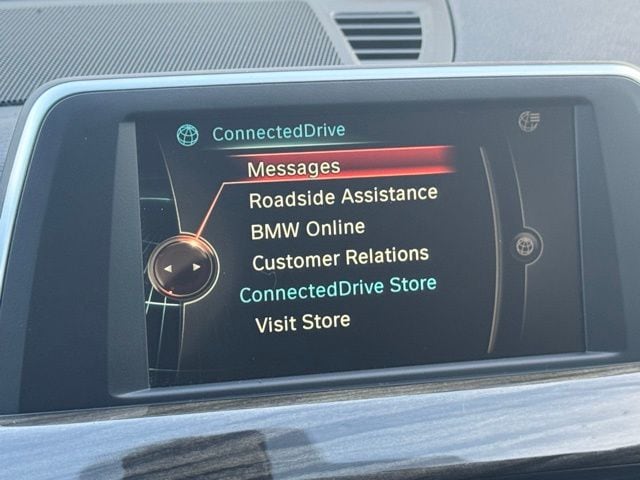 ConnectedDrive
Messages
Roadside Assistance
BMW Online
Customer Relations
ConnectedDrive Store
Visit Store